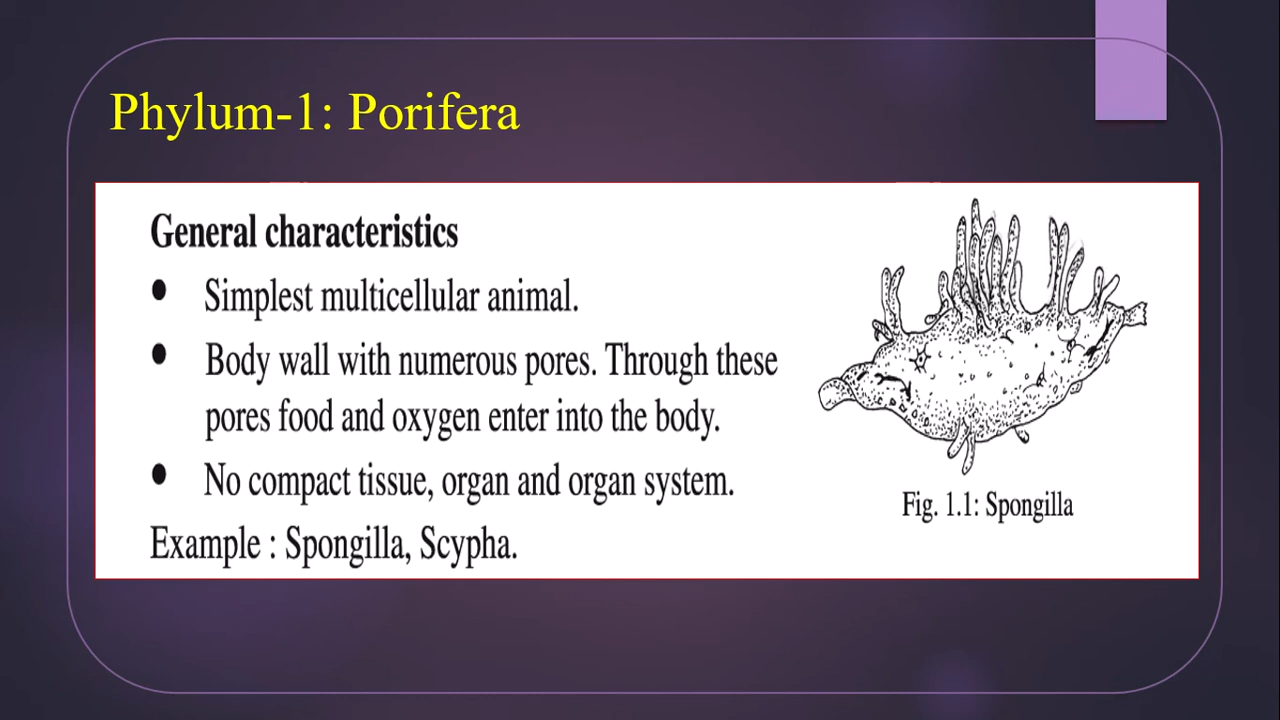 Phylum-1: Porifera
General characteristics
• Simplest multicellular animal.
• Body wall with numerous pores. Through these
pores food and oxygen enter into the body.
• No compact tissue, organ and organ system.
Example : Spongilla, Scypha.
Fig. 1.1: Spongilla